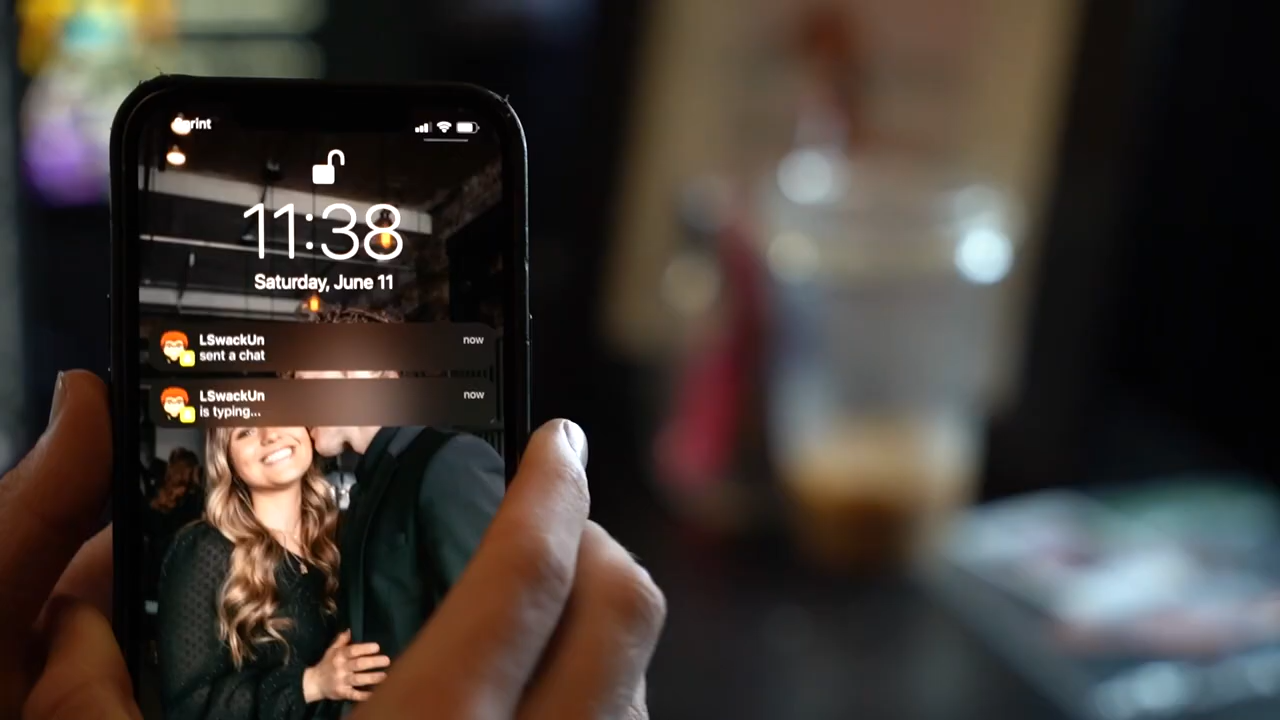 Sprint
11:38
Saturday, June 11
LSwackUn
now
sent a chat
LSwackUn
now
is typing...